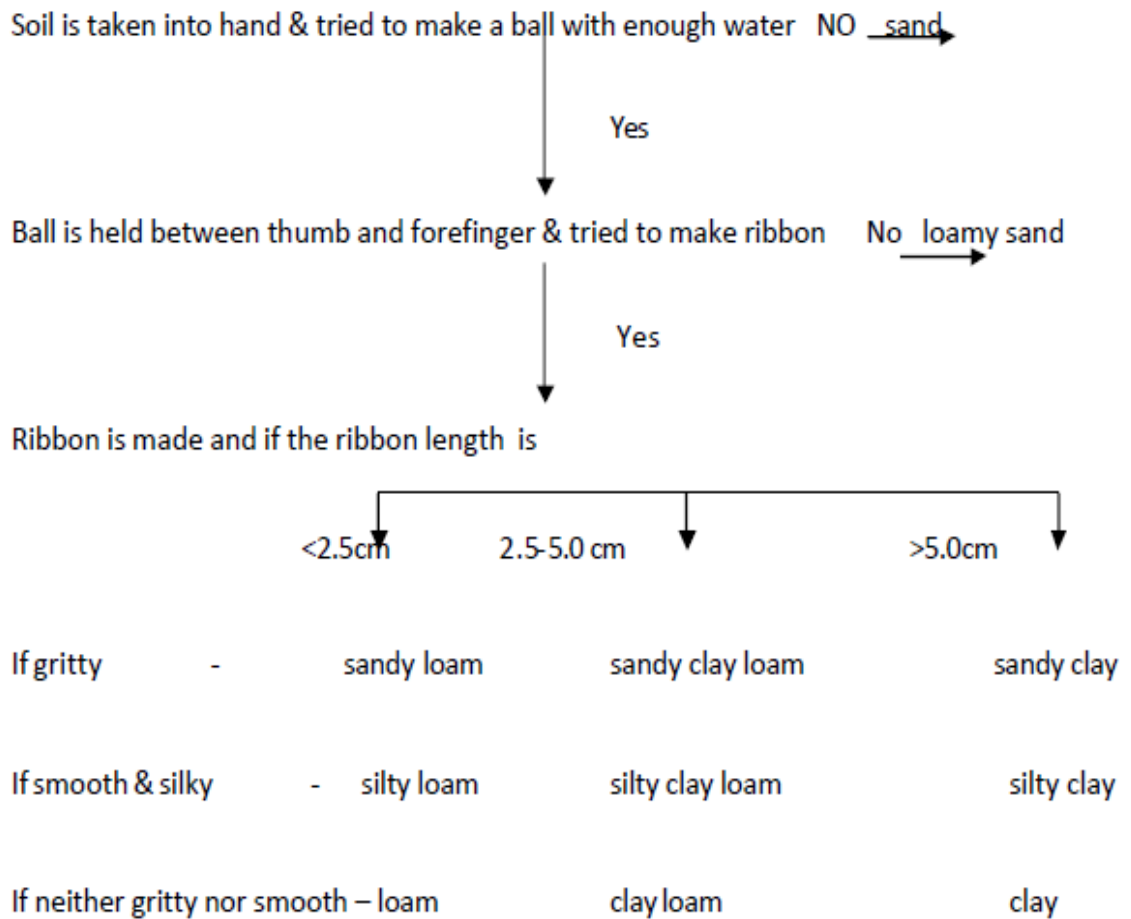 Soil is taken into hand & tried to make a ball with enough water NO sand
Yes
Ball is held between thumb and forefinger & tried to make ribbon No loamy sand
Yes
Ribbon is made and if the ribbon length is
<2.5cm 2.5-5.0 cm >5.0cm
If gritty - sandy loam sandy clay loam sandy clay
If smooth & silky - silty loam silty clay loam silty clay
If neither gritty nor smooth – loam clay loam clay